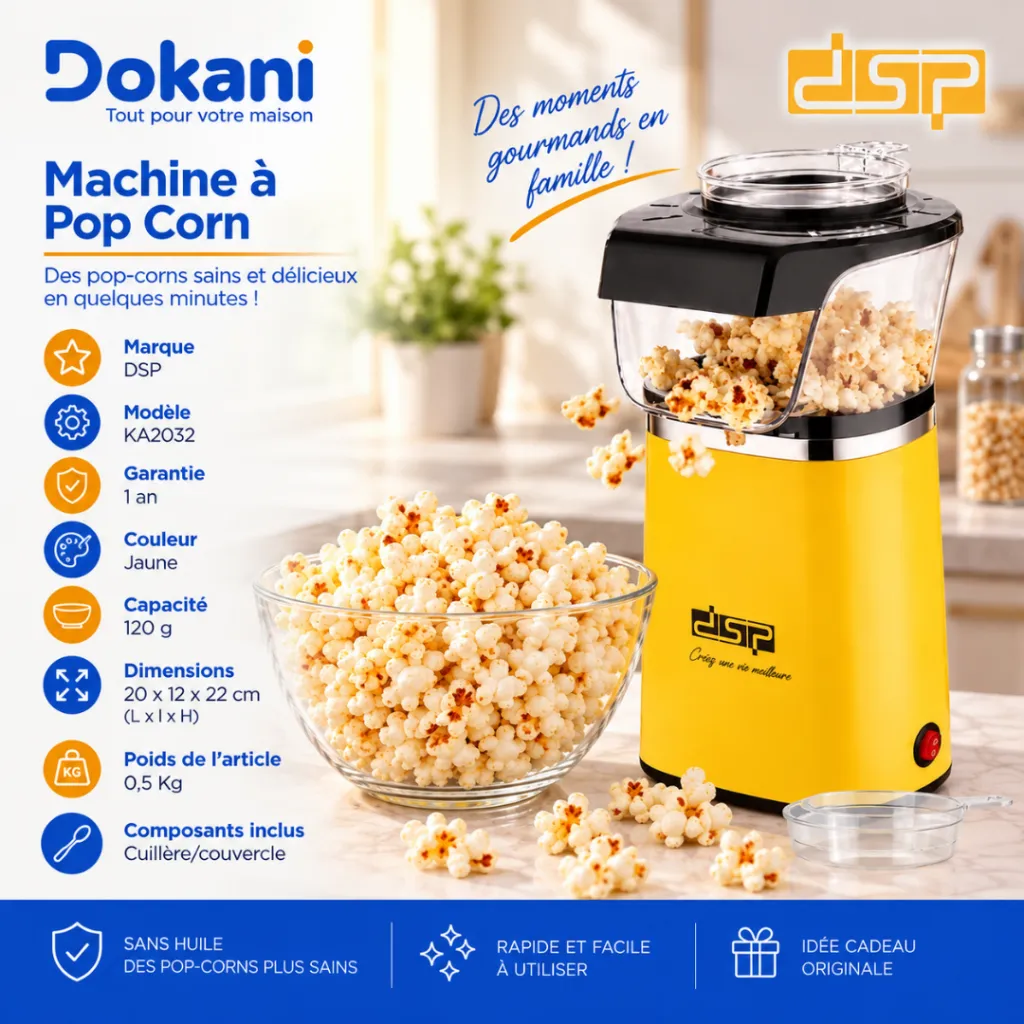 Dokani
Tout pour votre maison
dsp
Des moments
gourmands en
famille !
Machine à
Pop Corn
Des pop-corns sains et délicieux
en quelques minutes !
Marque
DSP
Modèle
KA2032
Garantie
1 an
Couleur
Jaune
Capacité
120 g
Dimensions
20 x 12 x 22 cm
(L x l x H)
KG
Poids de l'article
0,5 Kg
Composants inclus
Cuillère/couvercle
dsp
Créez une vie meilleure
SANS HUILE
DES POP-CORNS PLUS SAINS
RAPIDE ET FACILE
À UTILISER
IDÉE CADEAU
ORIGINALE